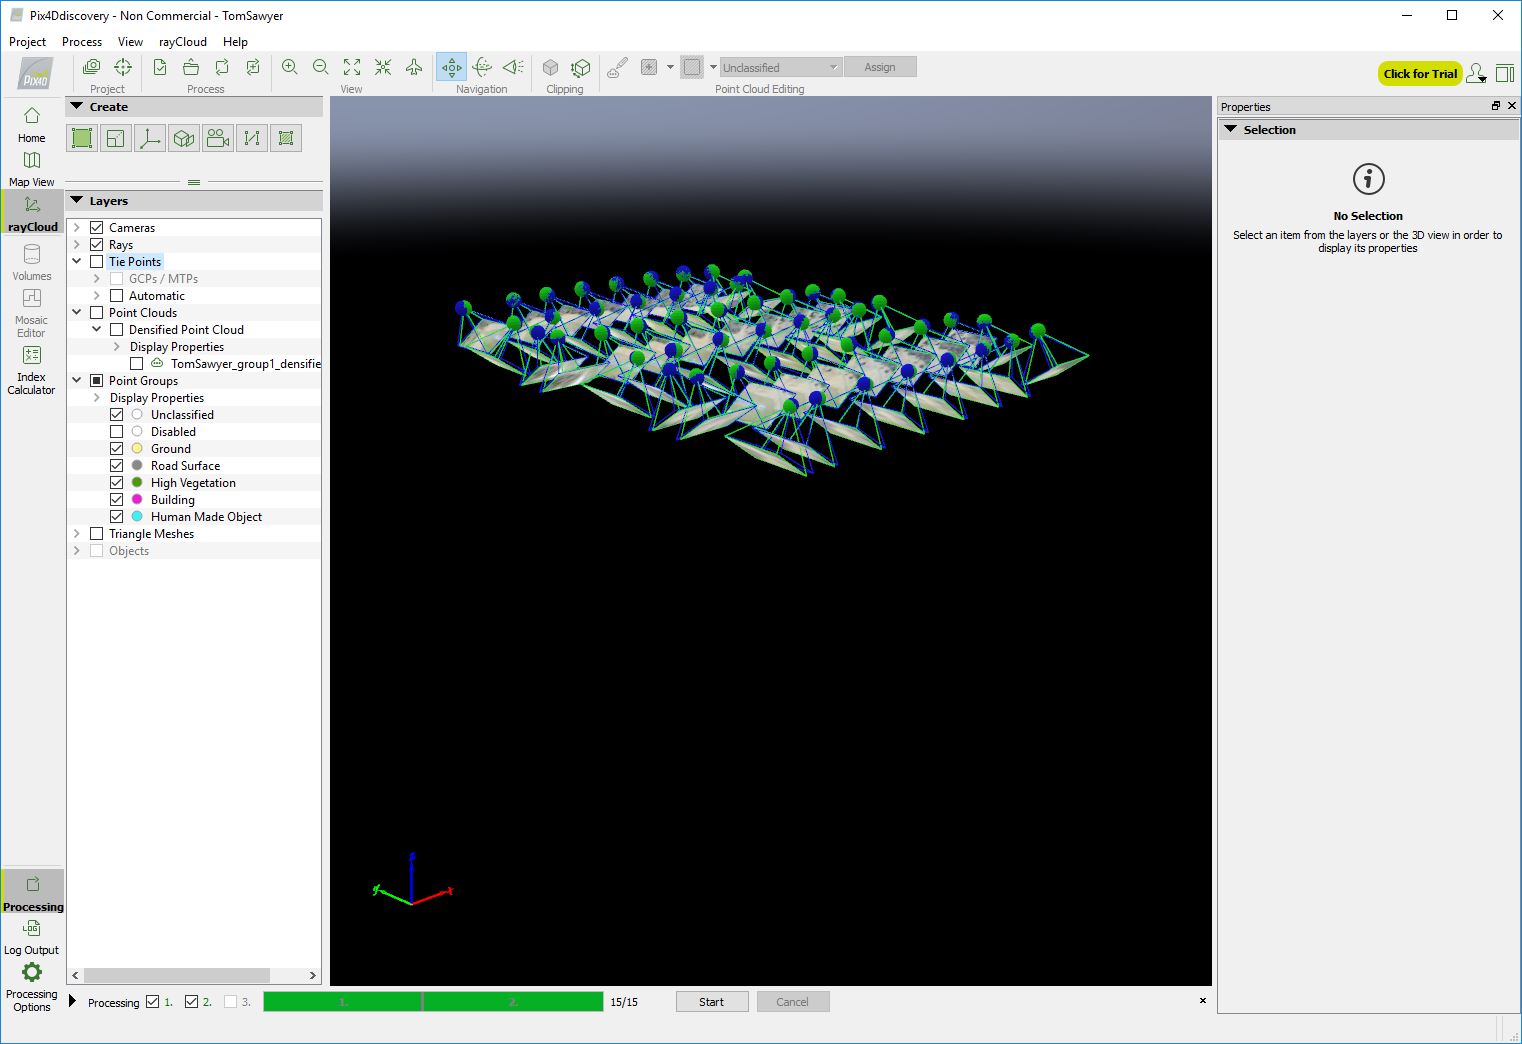 Pix4Ddiscovery - Non Commercial - TomSawyer
Project Process View rayCloud Help
PIX4D
Project Process View Navigation Clipping Point Cloud Editing
Unclassified Assign
Click for Trial
Home
Map View
rayCloud
Volumes
Mosaic
Editor
Index
Calculator
Processing
LOG
Log Output
Processing
Options
Create
Layers
Cameras
Rays
Tie Points
GCPs / MTPs
Automatic
Point Clouds
Densified Point Cloud
Display Properties
TomSawyer_group1_densifie
Point Groups
Display Properties
Unclassified
Disabled
Ground
Road Surface
High Vegetation
Building
Human Made Object
Triangle Meshes
Objects
z
y x
Properties
Selection
No Selection
Select an item from the layers or the 3D view in order to
display its properties
Processing 1. 2. 3. 1. 2. 15/15 Start Cancel